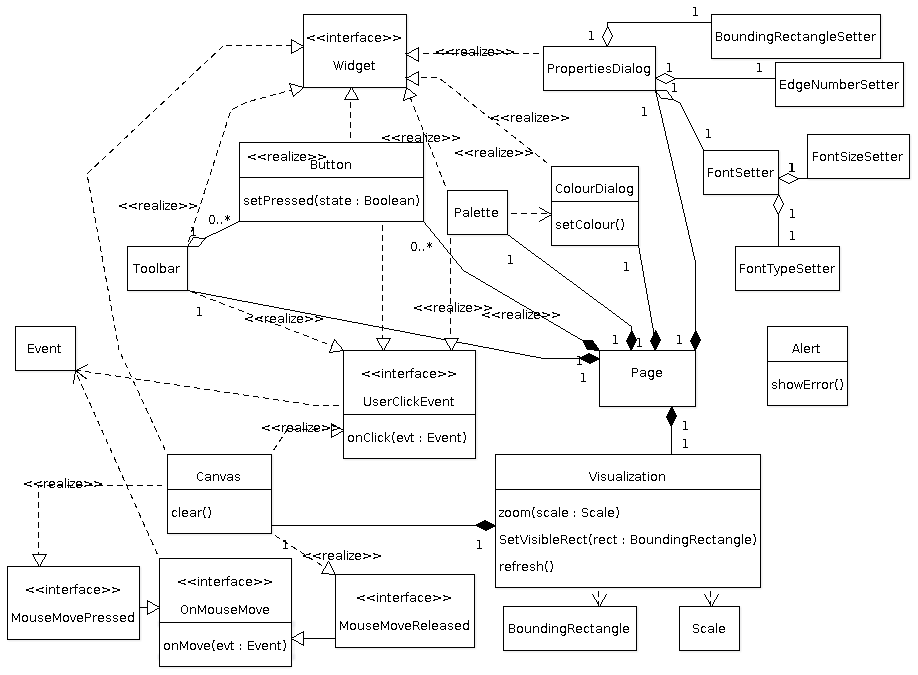 1
<<interface>>
Widget
BoundingRectangleSetter
1
<<realize>>
PropertiesDialog
1
1
1
EdgeNumberSetter
1
<<realize>>
<<realize>>
1
<<realize>>
Button
<<realize>>
FontSizeSetter
1
FontSetter
ColourDialog
setColour()
setPressed(state : Boolean)
Palette
<<realize>>
0..*
1
1
1
0..*
1
1
Toolbar
FontTypeSetter
1
<<realize>>
<<realize>>
<<realize>>
1
1
1
Event
Alert
showError()
<<interface>>
UserClickEvent
onClick(evt : Event)
1
1
Page
<<realize>>
1
1
Canvas
clear()
<<realize>>
Visualization
zoom(scale : Scale)
SetVisibleRect(rect : BoundingRectangle)
refresh()
1
1
<<realize>>
<<interface>>
MouseMovePressed
<<interface>>
OnMouseMove
onMove(evt : Event)
<<interface>>
MouseMoveReleased
BoundingRectangle
Scale